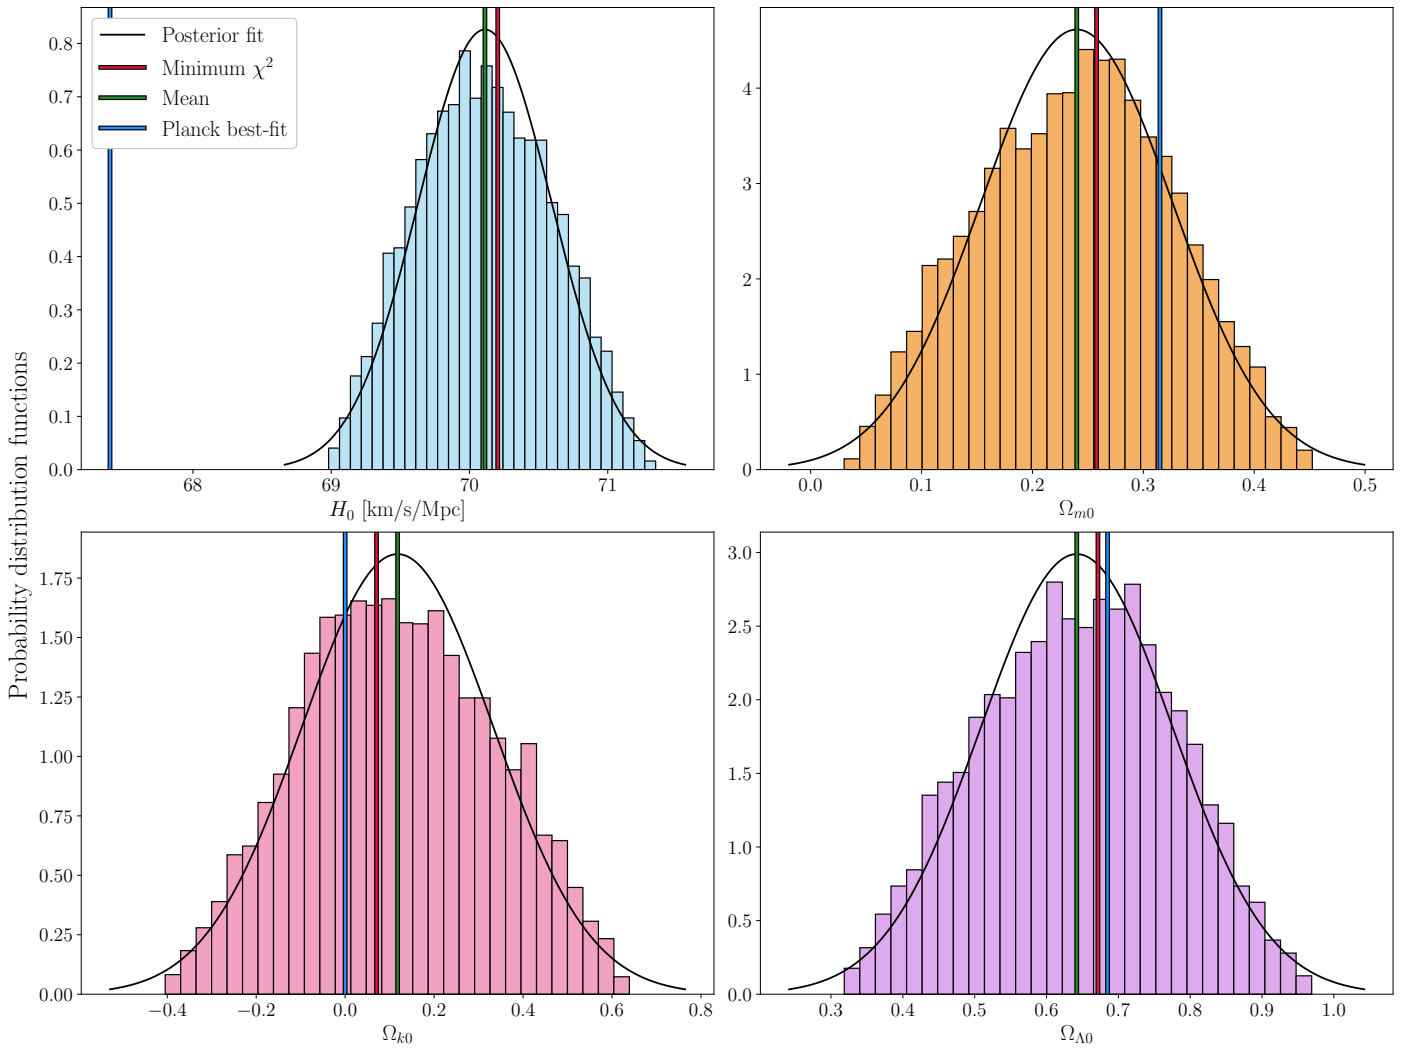 Probability distribution functions
Posterior fit
Minimum χ²
Mean
Planck best-fit
0.8
0.7
0.6
0.5
0.4
0.3
0.2
0.1
0.0
68 69 70 71
H₀ [km/s/Mpc]
4
3
2
1
0
0.0 0.1 0.2 0.3 0.4 0.5
Ωₘ₀
1.75
1.50
1.25
1.00
0.75
0.50
0.25
0.00
−0.4 −0.2 0.0 0.2 0.4 0.6 0.8
Ωₖ₀
3.0
2.5
2.0
1.5
1.0
0.5
0.0
0.3 0.4 0.5 0.6 0.7 0.8 0.9 1.0
Ω_Λ0